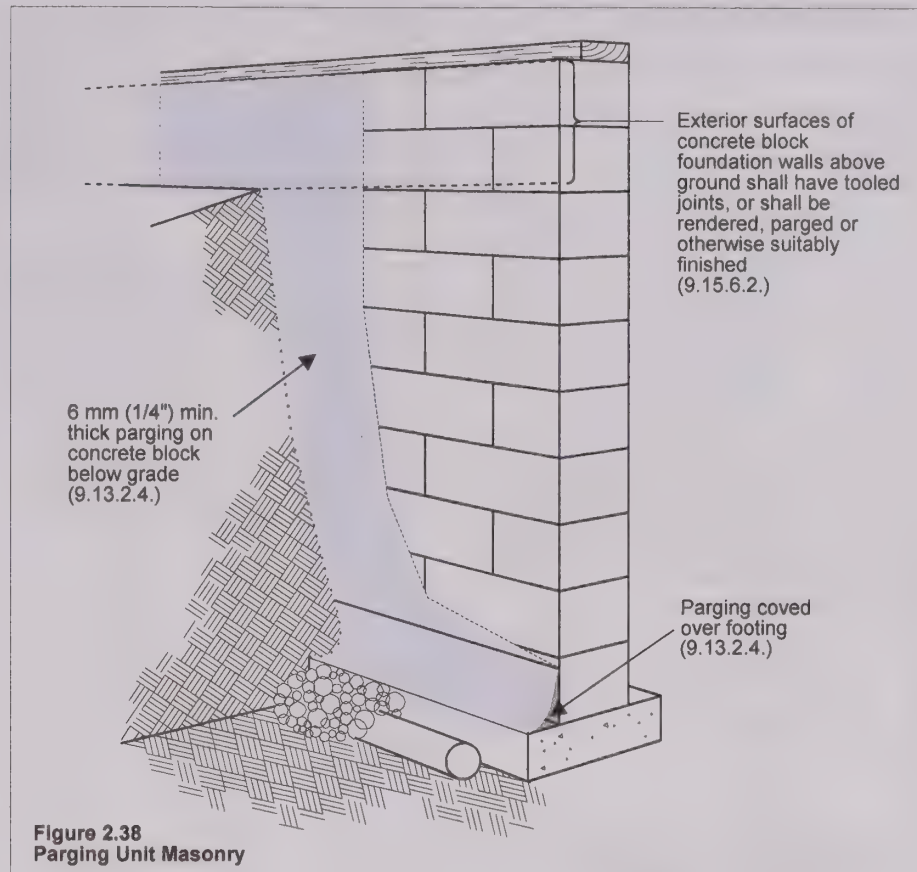 Exterior surfaces of
concrete block
foundation walls above
ground shall have tooled
joints, or shall be
rendered, parged or
otherwise suitably
finished
(9.15.6.2.)
6 mm (1/4") min.
thick parging on
concrete block
below grade
(9.13.2.4.)
Parging coved
over footing
(9.13.2.4.)
Figure 2.38
Parging Unit Masonry